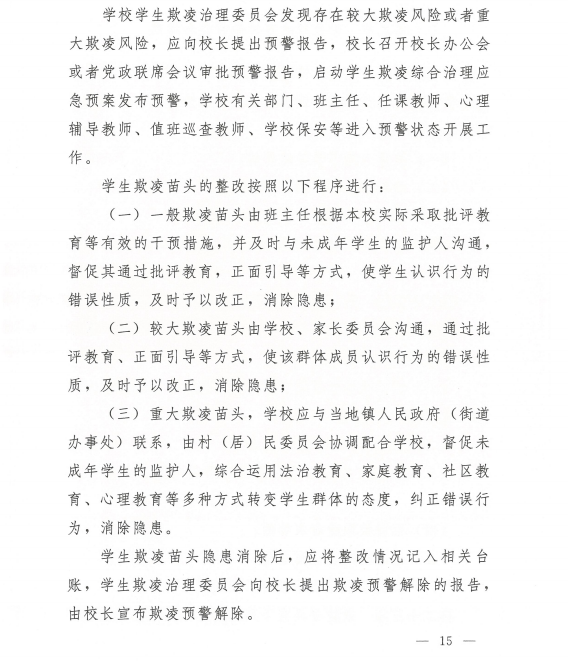 学校学生欺凌治理委员会发现存在较大欺凌风险或者重
大欺凌风险，应向校长提出预警报告，校长召开校长办公会
或者党政联席会议审批预警报告，启动学生欺凌综合治理应
急预案发布预警，学校有关部门、班主任、任课教师、心理
辅导教师、值班巡查教师、学校保安等进入预警状态开展工
作。
学生欺凌苗头的整改按照以下程序进行：
（一）一般欺凌苗头由班主任根据本校实际采取批评教
育等有效的干预措施，并及时与未成年学生的监护人沟通，
督促其通过批评教育，正面引导等方式，使学生认识行为的
错误性质，及时予以改正，消除隐患；
（二）较大欺凌苗头由学校、家长委员会沟通，通过批
评教育、正面引导等方式，使该群体成员认识行为的错误性
质，及时予以改正，消除隐患；
（三）重大欺凌苗头，学校应与当地镇人民政府（街道
办事处）联系，由村（居）民委员会协调配合学校，督促未
成年学生的监护人，综合运用法治教育、家庭教育、社区教
育、心理教育等多种方式转变学生群体的态度，纠正错误行
为，消除隐患。
学生欺凌苗头隐患消除后，应将整改情况记入相关台
账，学生欺凌治理委员会向校长提出欺凌预警解除的报告，
由校长宣布欺凌预警解除。
— 15 —